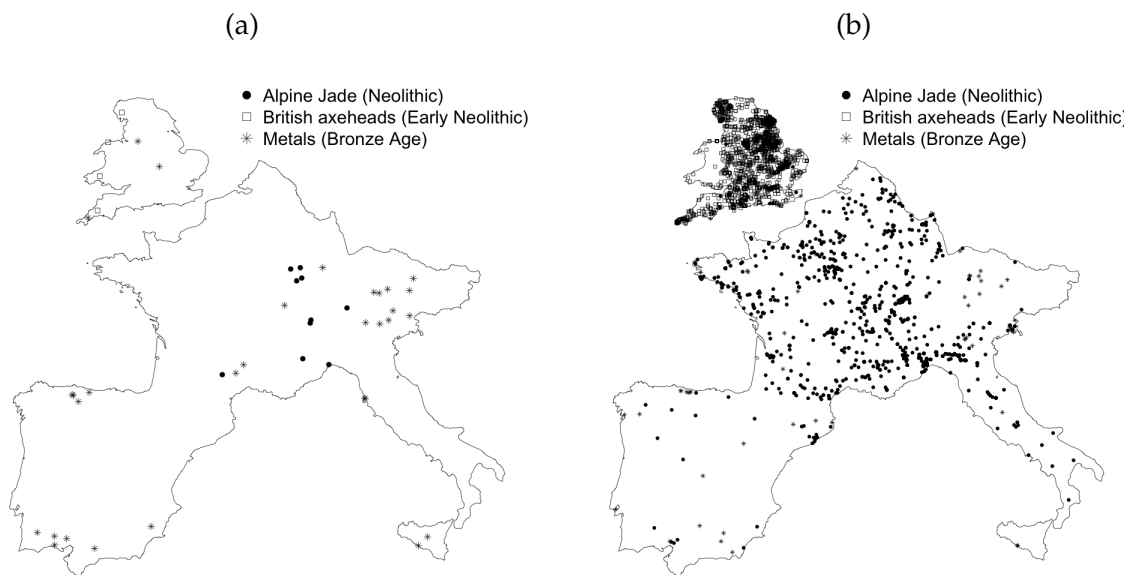 (a)
Alpine Jade (Neolithic)
British axeheads (Early Neolithic)
Metals (Bronze Age)
(b)
Alpine Jade (Neolithic)
British axeheads (Early Neolithic)
Metals (Bronze Age)